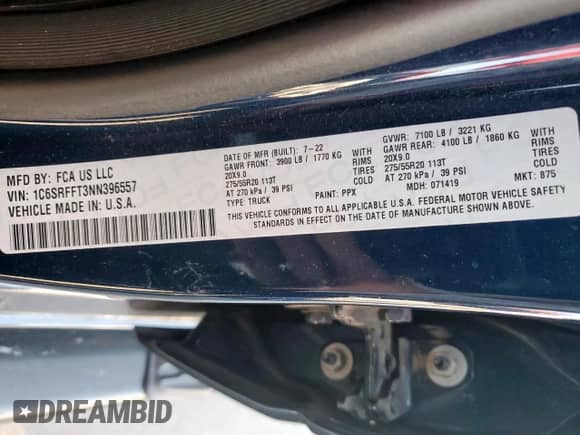 MFD BY: FCA US LLC
VIN: 1C6SRFFT3NN396557
VEHICLE MADE IN: U.S.A.
DATE OF MFR (BUILT): 7-22
GAWR FRONT: 3900 LB / 1770 KG WITH
20X9.0 TIRES
275/55R20 113T RIMS AT
AT 270 kPa / 39 PSI COLD
TYPE: TRUCK PAINT: PPX
GVWR: 7100 LB / 3221 KG
GAWR REAR: 4100 LB / 1860 KG WITH
20X9.0 TIRES
275/55R20 113T
AT 270 kPa / 39 PSI COLD
MDH: 071419 MKT: 875
THIS VEHICLE CONFORMS TO ALL APPLICABLE U.S.A. FEDERAL MOTOR VEHICLE SAFETY
STANDARDS IN EFFECT ON THE DATE OF MANUFACTURE SHOWN ABOVE
DREAMBID